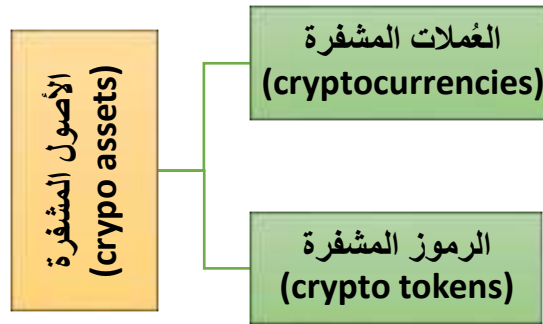 الأصول المشفرة
(crypo assets)
العُملات المشفرة
(cryptocurrencies)
الرموز المشفرة
(crypto tokens)